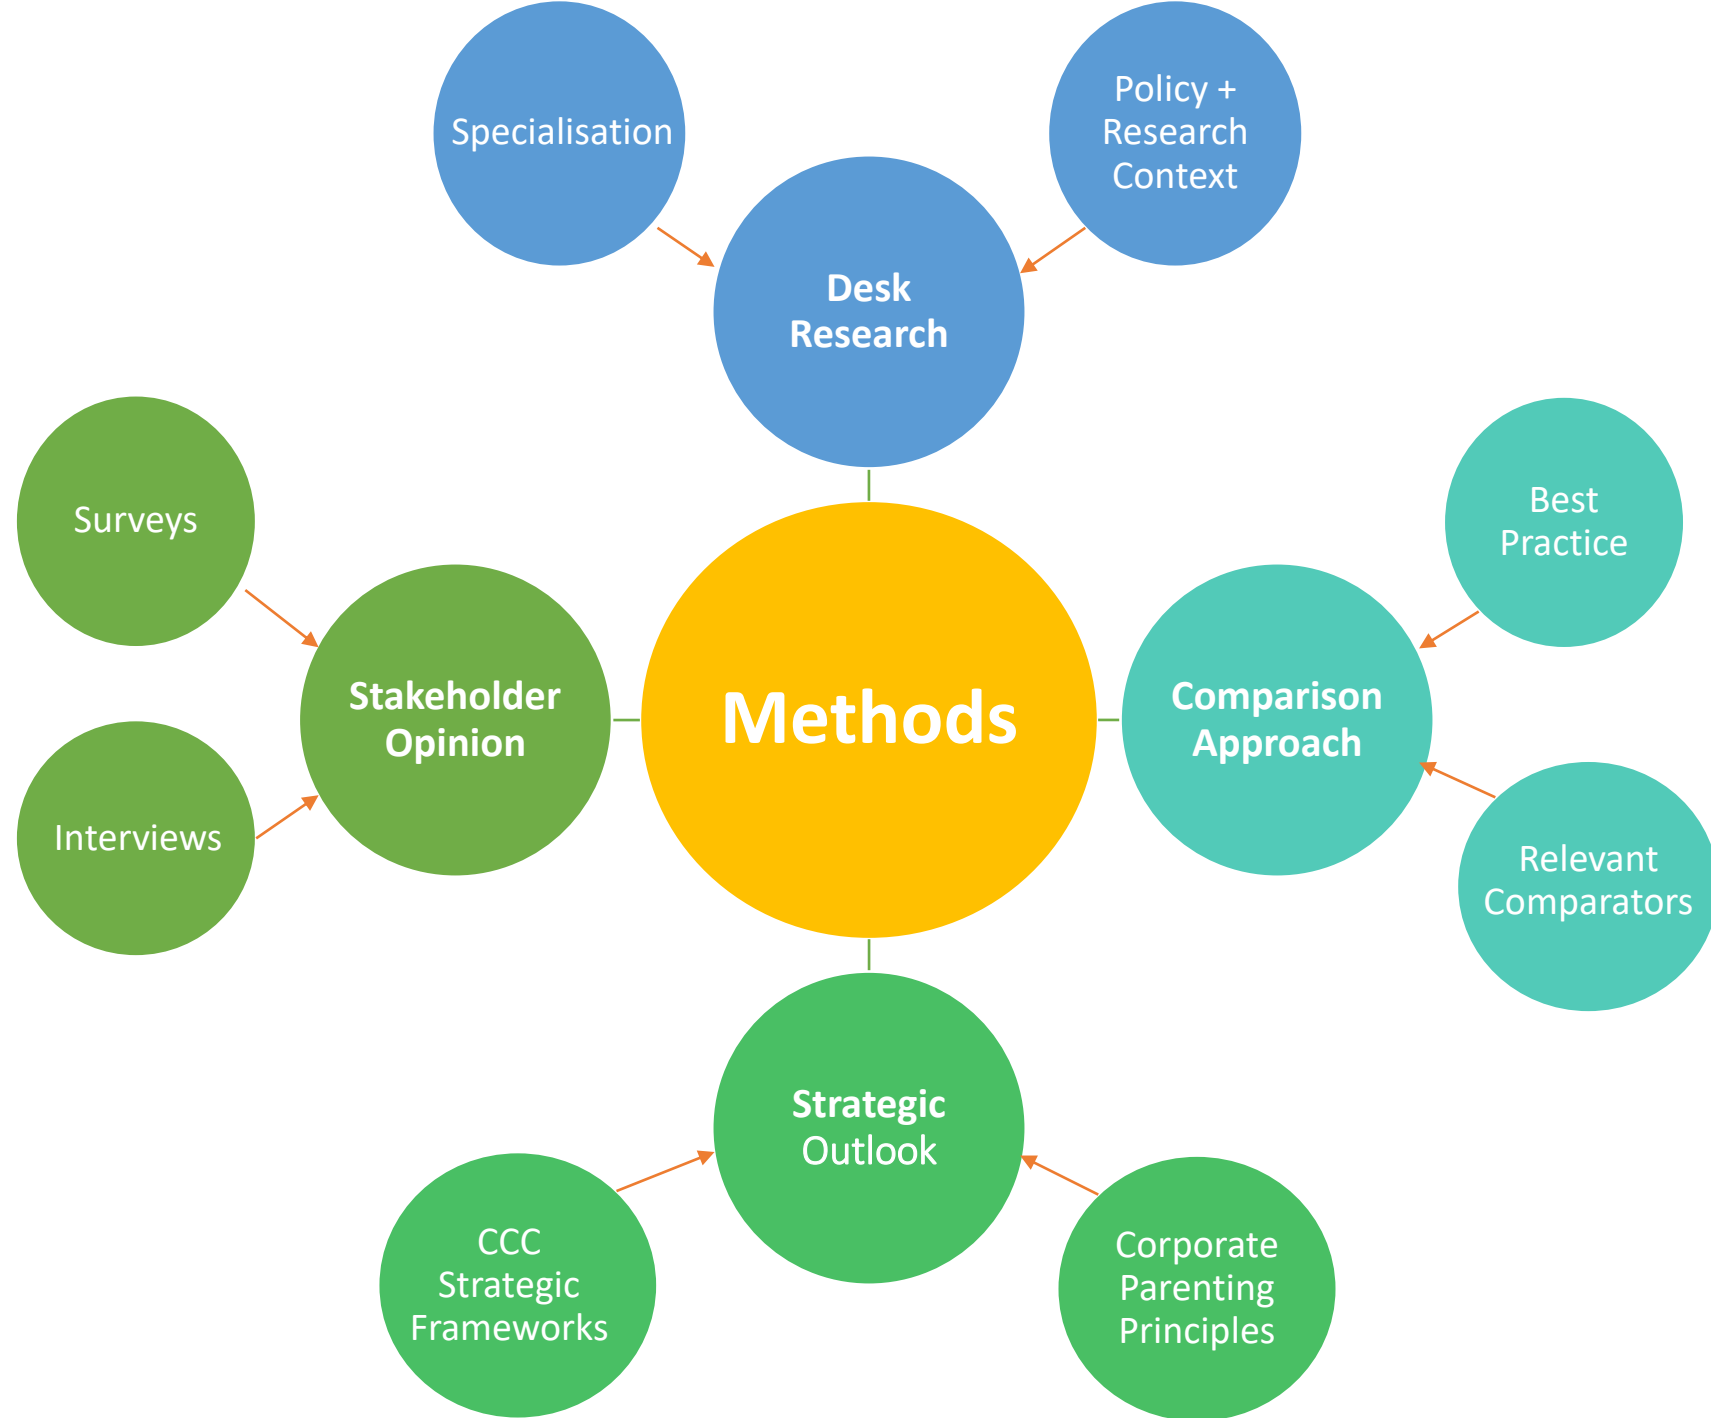 Specialisation
Policy +
Research
Context
Desk
Research
Surveys
Best
Practice
Stakeholder
Opinion
Methods
Comparison
Approach
Interviews
Relevant
Comparators
Strategic
Outlook
CCC
Strategic
Frameworks
Corporate
Parenting
Principles